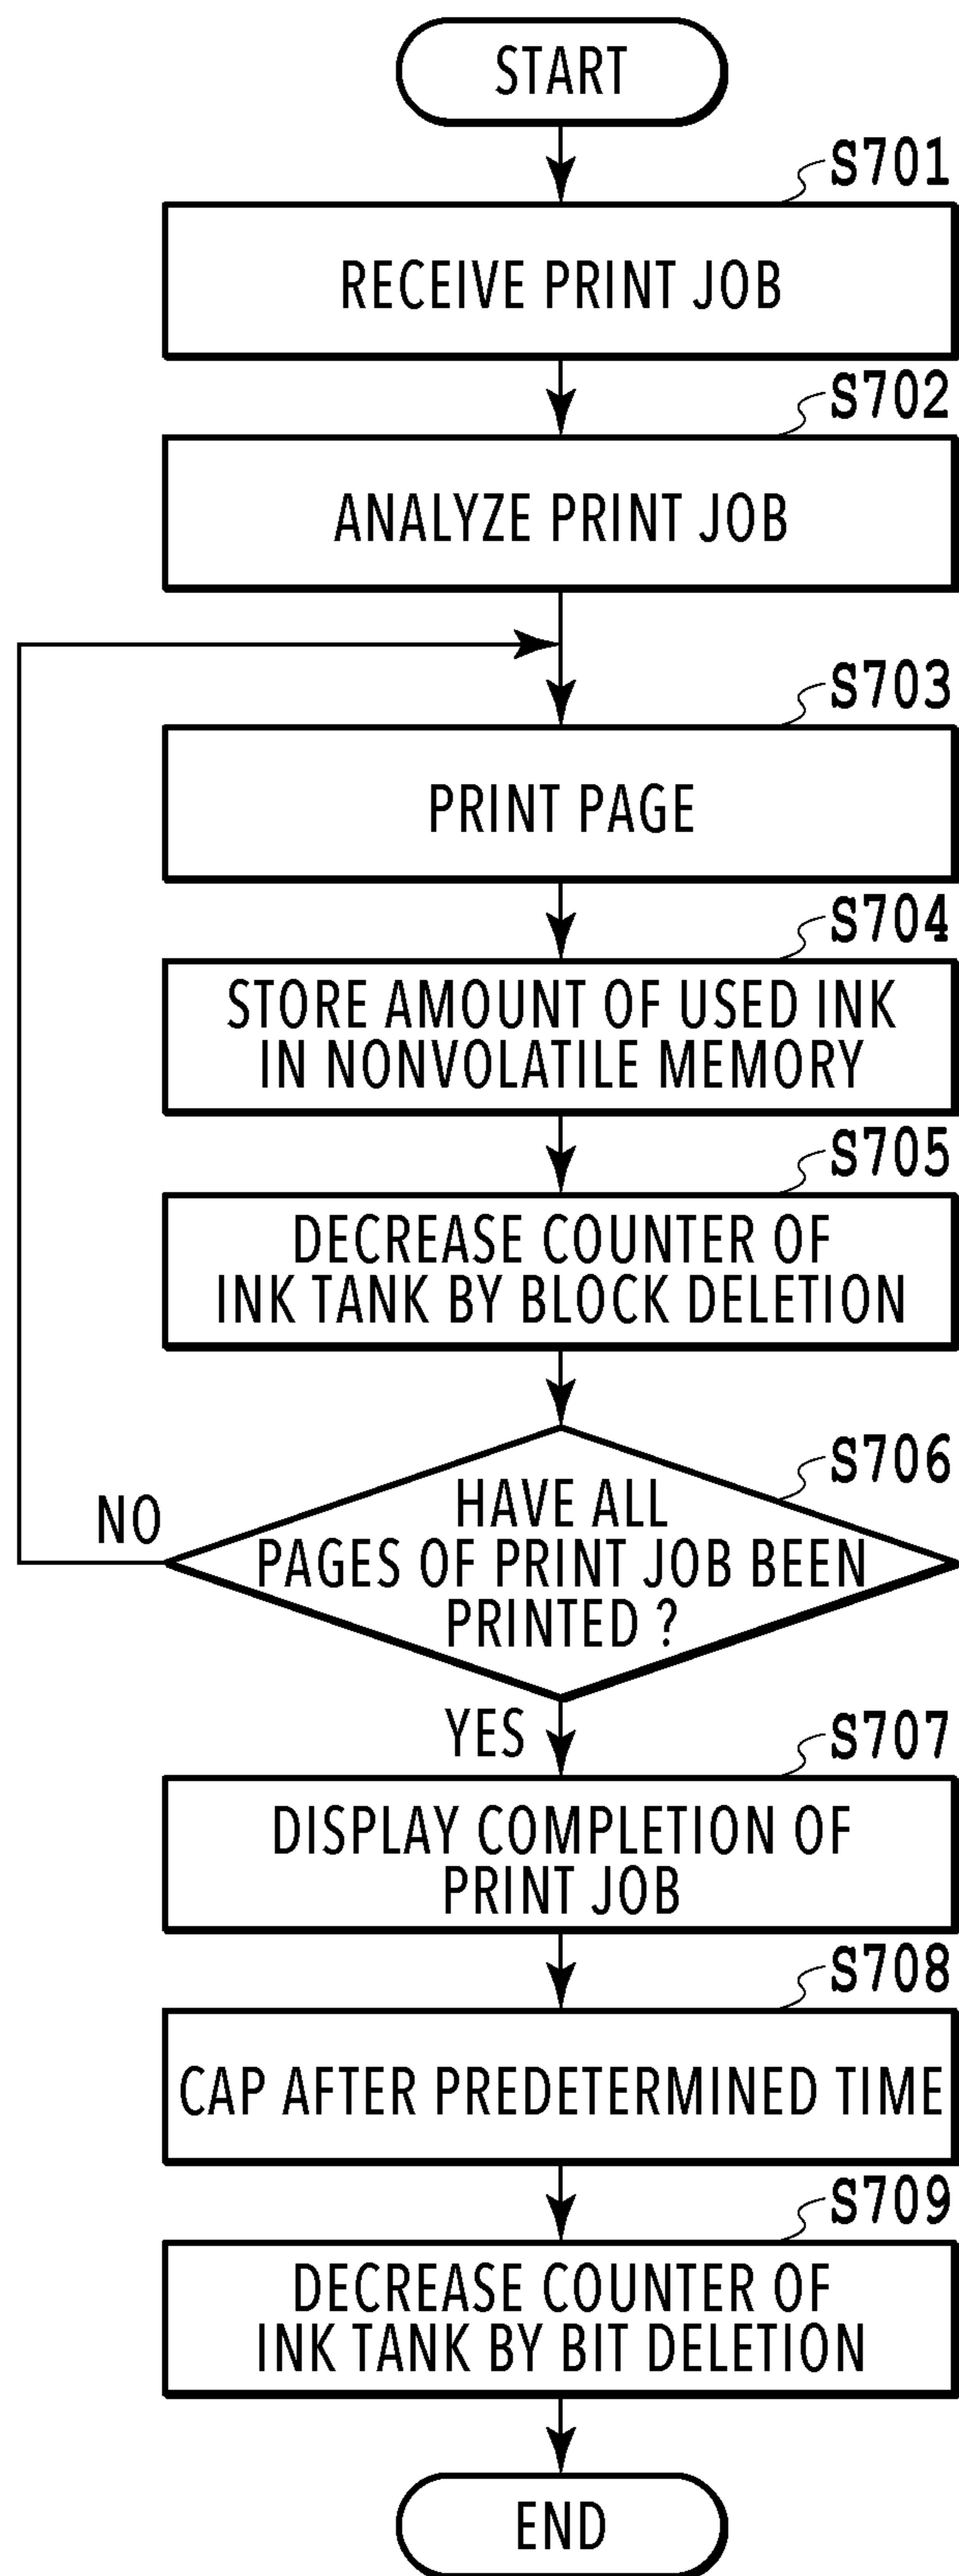 START
S701
RECEIVE PRINT JOB
S702
ANALYZE PRINT JOB
S703
PRINT PAGE
S704
STORE AMOUNT OF USED INK
IN NONVOLATILE MEMORY
S705
DECREASE COUNTER OF
INK TANK BY BLOCK DELETION
S706
HAVE ALL
PAGES OF PRINT JOB BEEN
PRINTED ?
NO
YES
S707
DISPLAY COMPLETION OF
PRINT JOB
S708
CAP AFTER PREDETERMINED TIME
S709
DECREASE COUNTER OF
INK TANK BY BIT DELETION
END